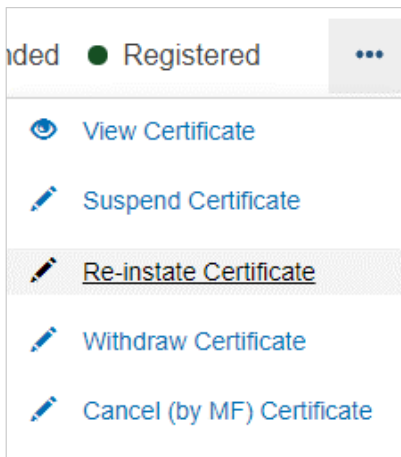 nded Registered ...
View Certificate
Suspend Certificate
Re-instate Certificate
Withdraw Certificate
Cancel (by MF) Certificate